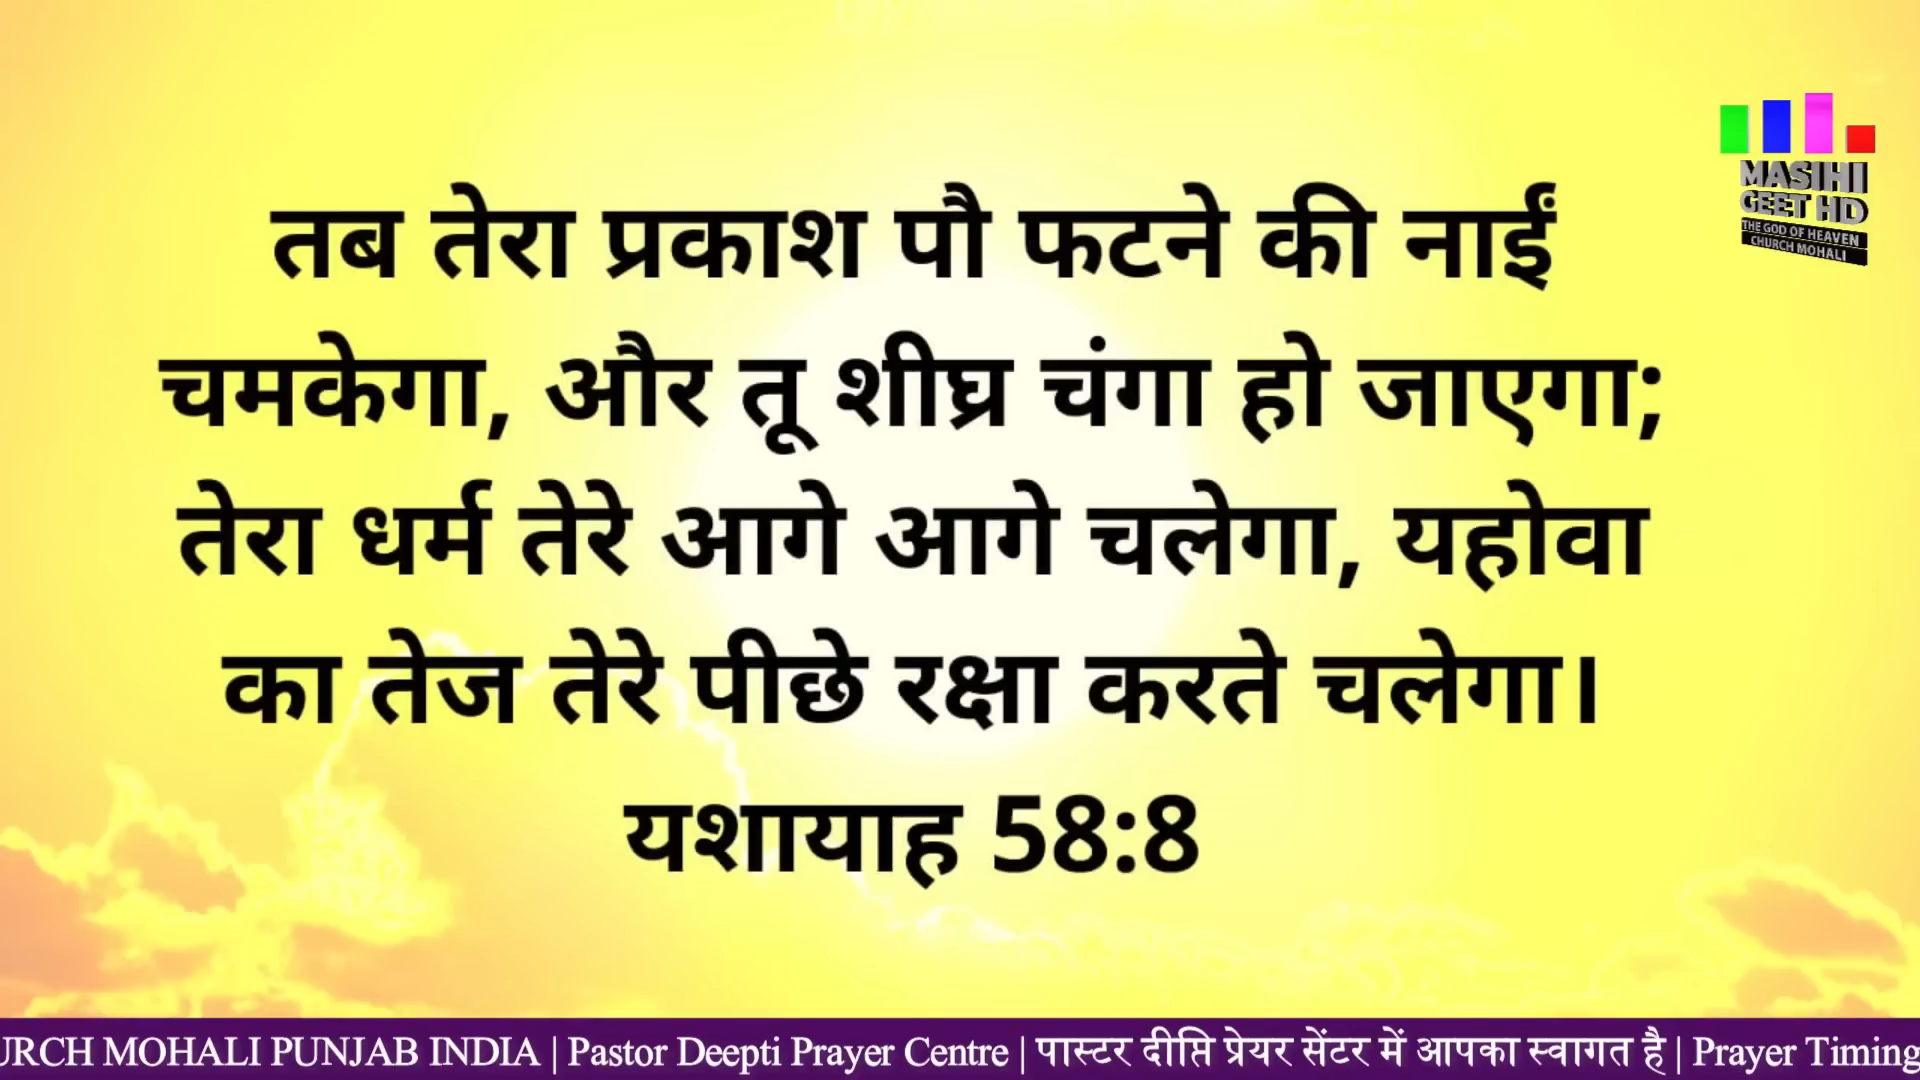 तब तेरा प्रकाश पौ फटने की नाईं
चमकेगा, और तू शीघ्र चंगा हो जाएगा;
तेरा धर्म तेरे आगे आगे चलेगा, यहोवा
का तेज तेरे पीछे रक्षा करते चलेगा।
यशायाह 58:8
MASIHI
GEET HD
THE GOD OF HEAVEN
CHURCH MOHALI
URCH MOHALI PUNJAB INDIA | Pastor Deepti Prayer Centre | पास्टर दीप्ति प्रेयर सेंटर में आपका स्वागत है | Prayer Timing